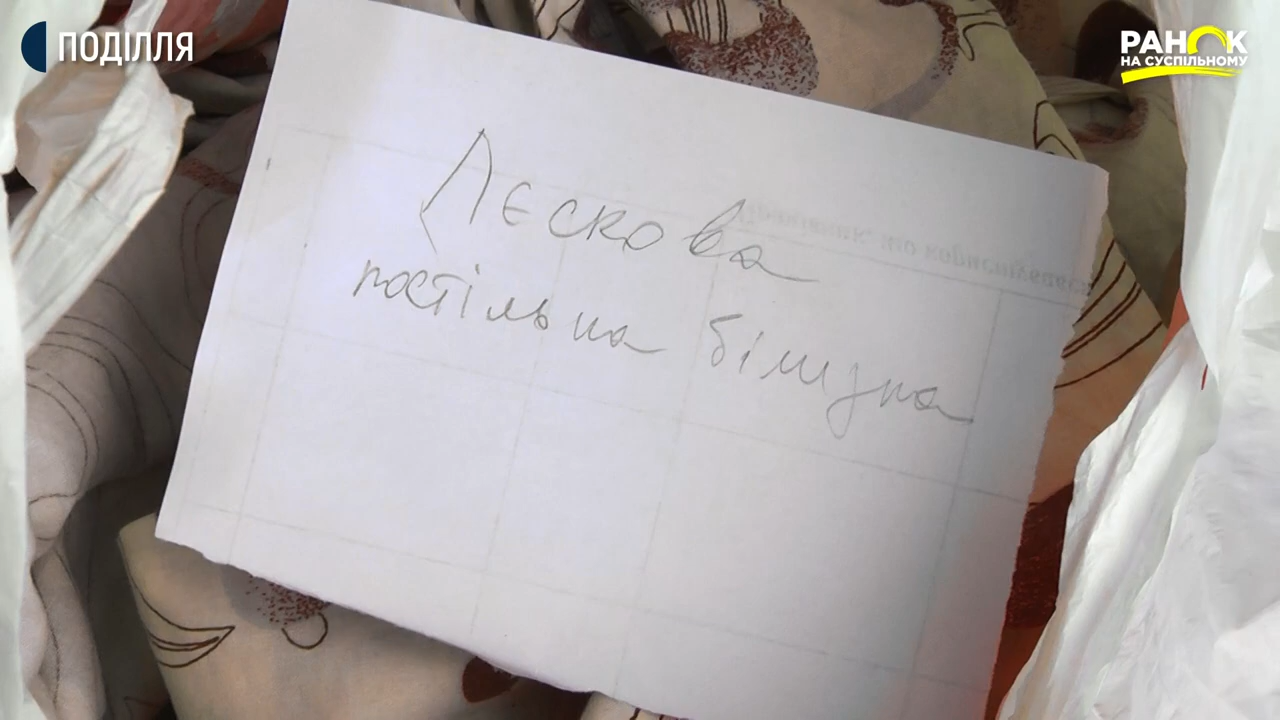 ПОДІЛЛЯ
РАНОК
НА СУСПІЛЬНОМУ
Лєскова
постільна білизна